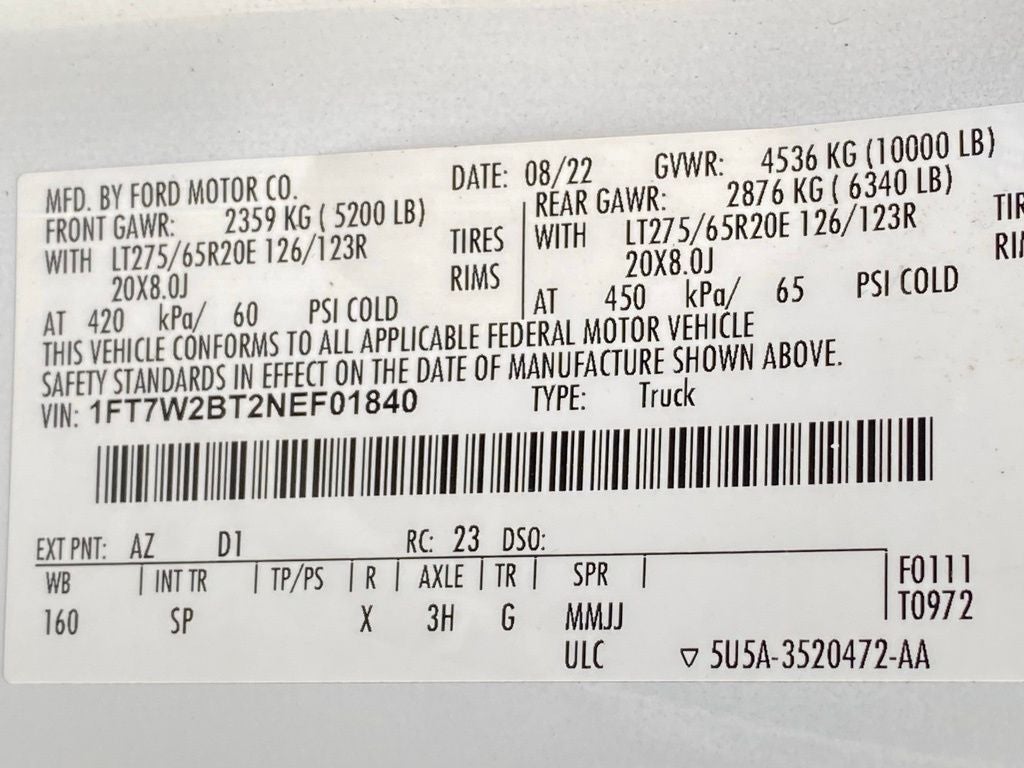 MFD. BY FORD MOTOR CO. DATE: 08/22 GVWR: 4536 KG (10000 LB)
FRONT GAWR: 2359 KG ( 5200 LB) REAR GAWR: 2876 KG ( 6340 LB)
WITH LT275/65R20E 126/123R TIRES WITH LT275/65R20E 126/123R TIR
20X8.0J RIMS 20X8.0J RI
AT 420 kPa/ 60 PSI COLD AT 450 kPa/ 65 PSI COLD
THIS VEHICLE CONFORMS TO ALL APPLICABLE FEDERAL MOTOR VEHICLE
SAFETY STANDARDS IN EFFECT ON THE DATE OF MANUFACTURE SHOWN ABOVE.
VIN: 1FT7W2BT2NEF01840 TYPE: Truck
EXT PNT: AZ D1 RC: 23 DSO:
WB INT TR TP/PS R AXLE TR SPR F0111
160 SP X 3H G MMJJ T0972
ULC ▽ 5U5A-3520472-AA